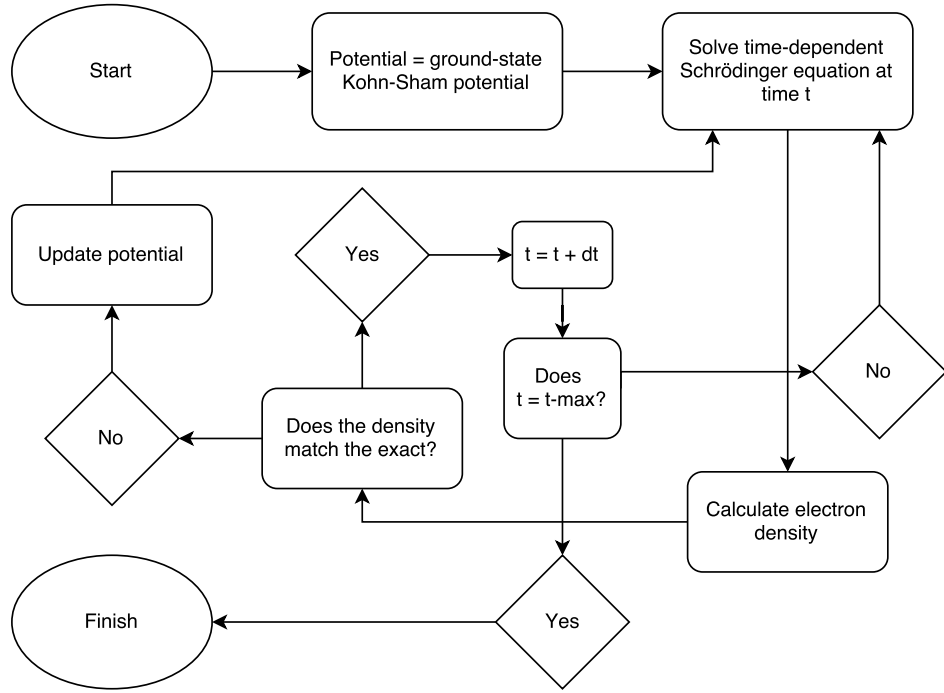 Start
Potential = ground-state
Kohn-Sham potential
Solve time-dependent
Schrödinger equation at
time t
Update potential
Yes
t = t + dt
Does
t = t-max?
No
No
Does the density
match the exact?
Calculate electron
density
Finish
Yes